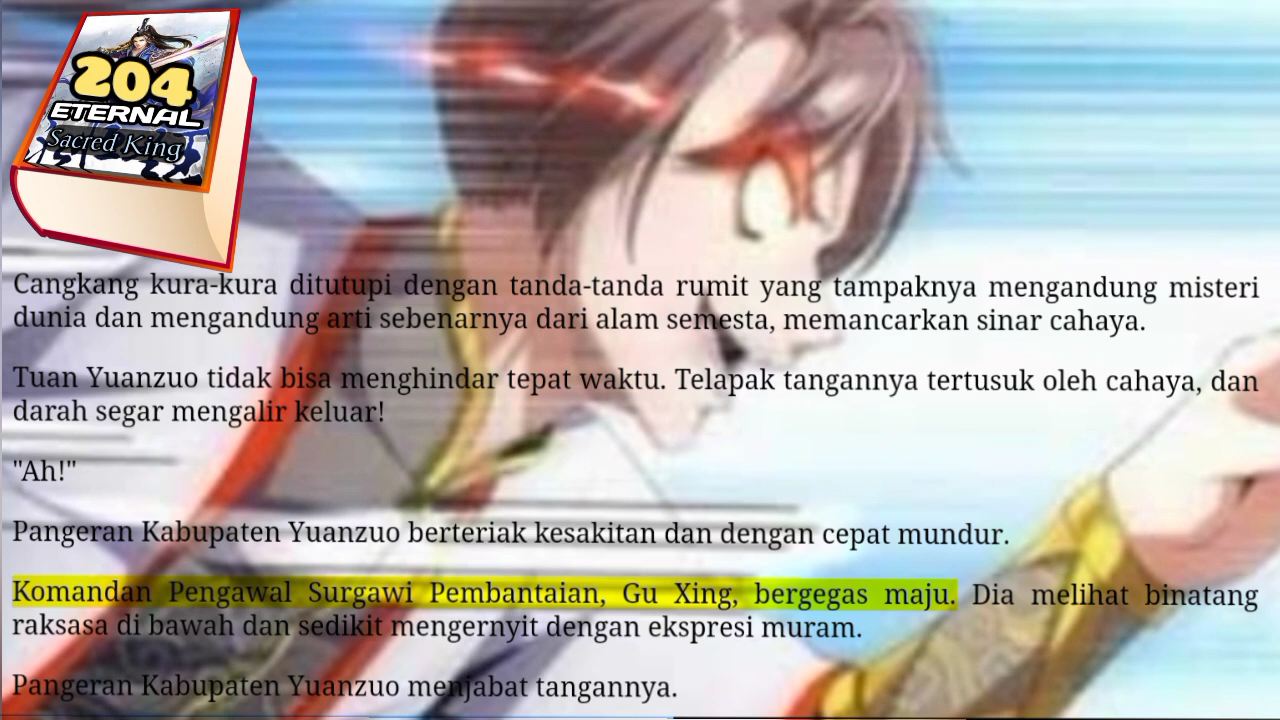 204
ETERNAL
Sacred King
Cangkang kura-kura ditutupi dengan tanda-tanda rumit yang tampaknya mengandung misteri
dunia dan mengandung arti sebenarnya dari alam semesta, memancarkan sinar cahaya.
Tuan Yuanzuo tidak bisa menghindar tepat waktu. Telapak tangannya tertusuk oleh cahaya, dan
darah segar mengalir keluar!
"Ah!"
Pangeran Kabupaten Yuanzuo berteriak kesakitan dan dengan cepat mundur.
Komandan Pengawal Surgawi Pembantaian, Gu Xing, bergegas maju. Dia melihat binatang
raksasa di bawah dan sedikit mengernyit dengan ekspresi muram.
Pangeran Kabupaten Yuanzuo menjabat tangannya.